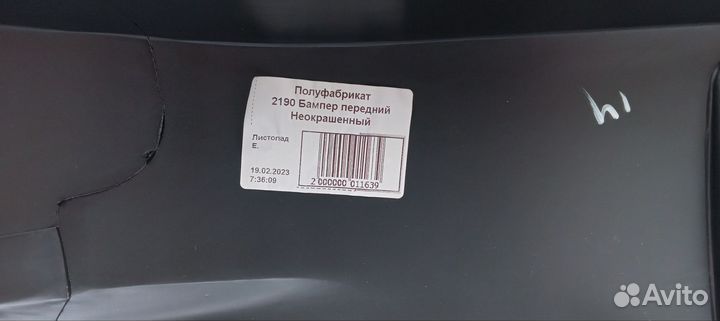 Полуфабрикат
2190 Бампер передний
Неокрашенный
Листопад
Е.
19.02.2023
7:36:09
2 000000 011639
Avito